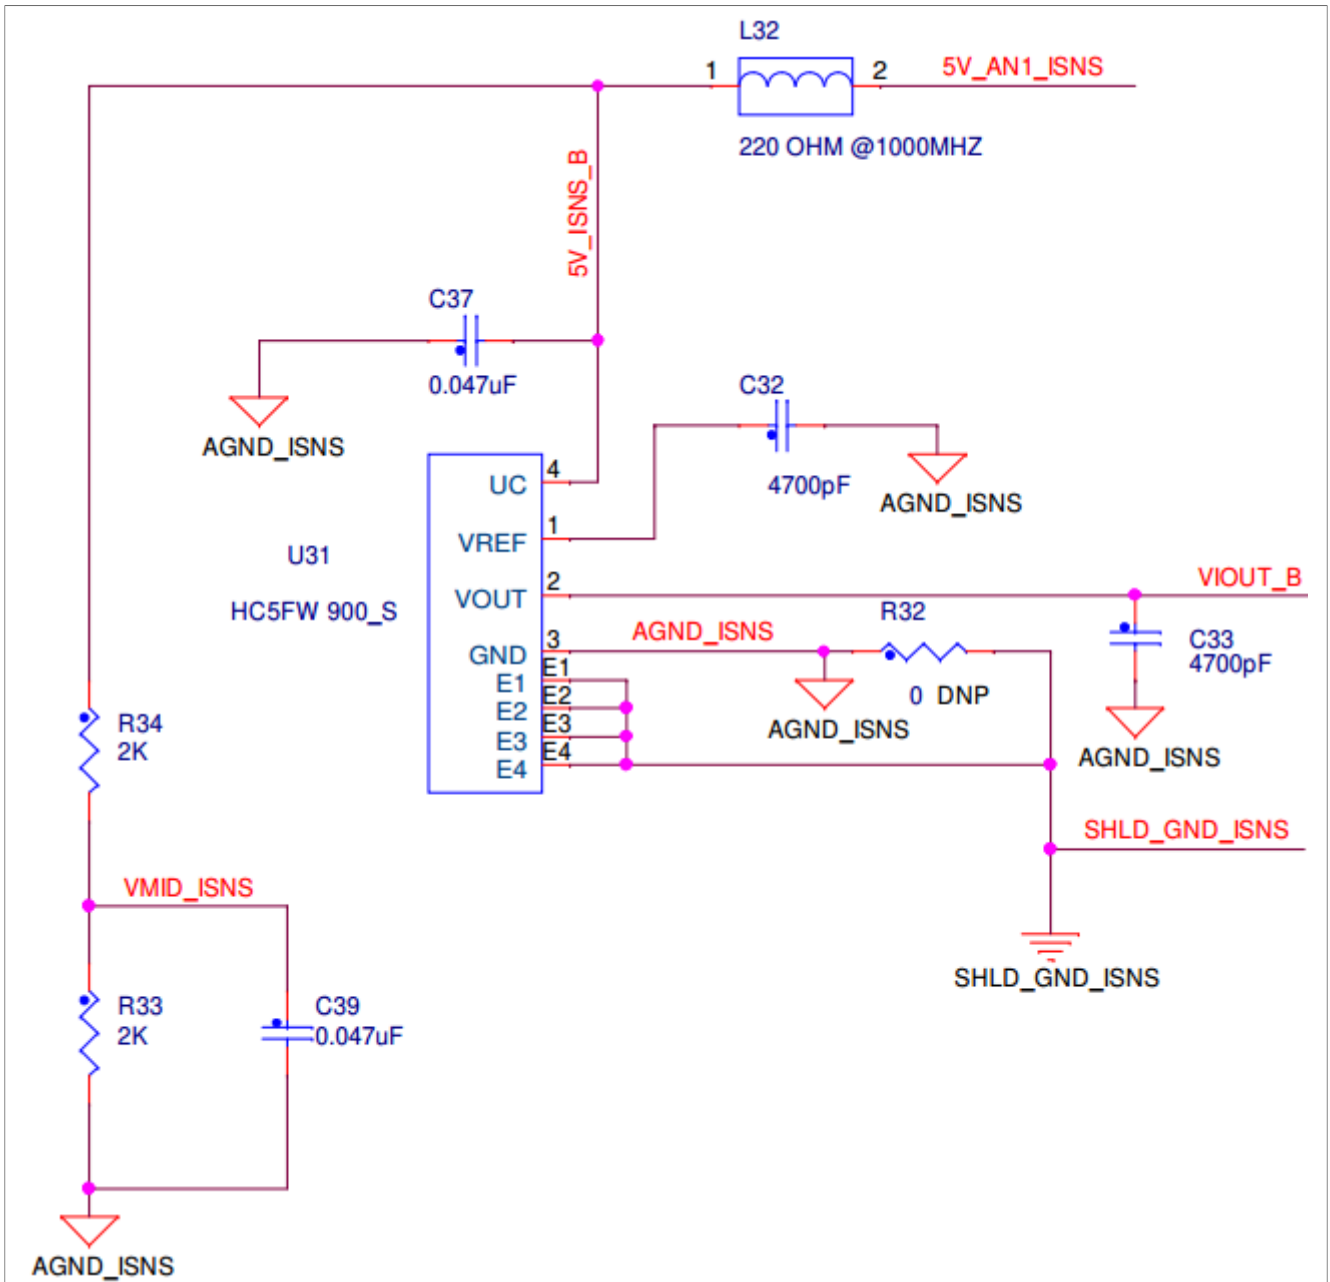 L32
1
2
5V_AN1_ISNS
220 OHM @1000MHZ
5V_ISNS_B
C37
0.047uF
AGND_ISNS
C32
4700pF
AGND_ISNS
U31
HC5FW 900_S
UC
4
VREF
1
VOUT
2
GND
3
E1
E1
E2
E2
E3
E3
E4
E4
VIOUT_B
AGND_ISNS
R32
0 DNP
AGND_ISNS
C33
4700pF
AGND_ISNS
SHLD_GND_ISNS
SHLD_GND_ISNS
R34
2K
VMID_ISNS
R33
2K
C39
0.047uF
AGND_ISNS